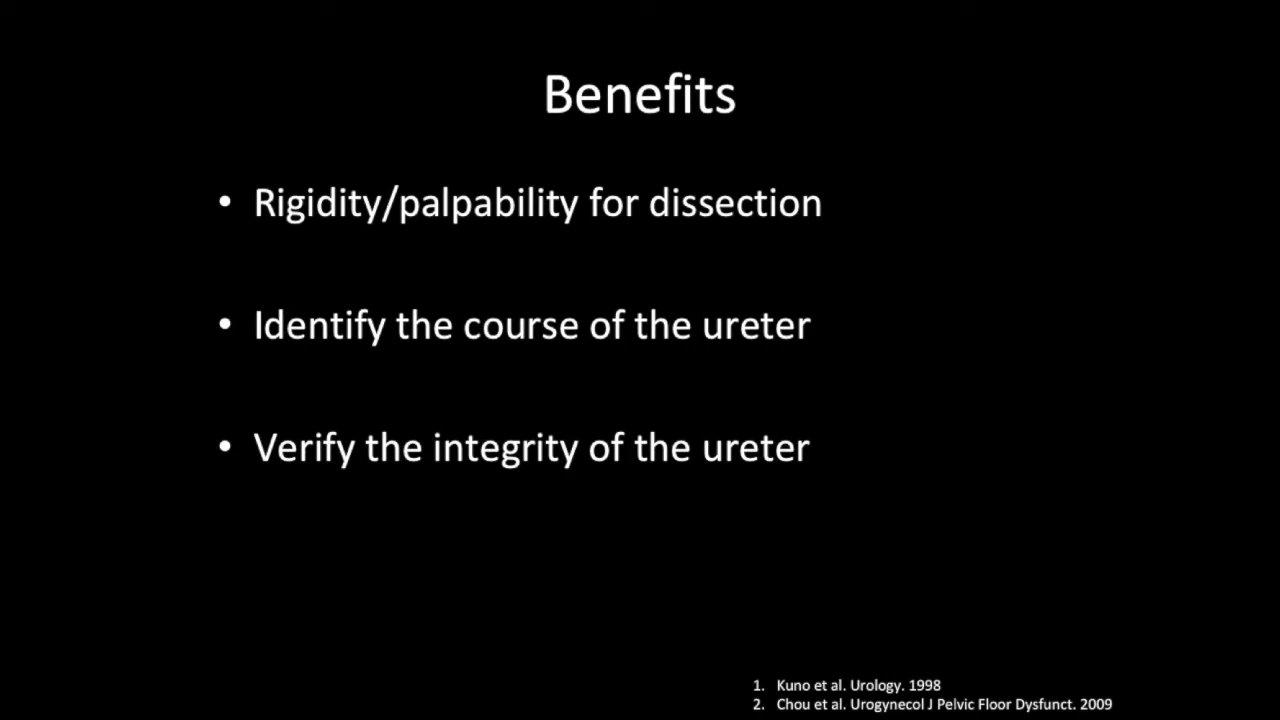 Benefits
• Rigidity/palpability for dissection
• Identify the course of the ureter
• Verify the integrity of the ureter
1. Kuno et al. Urology. 1998
2. Chou et al. Urogynecol J Pelvic Floor Dysfunct. 2009